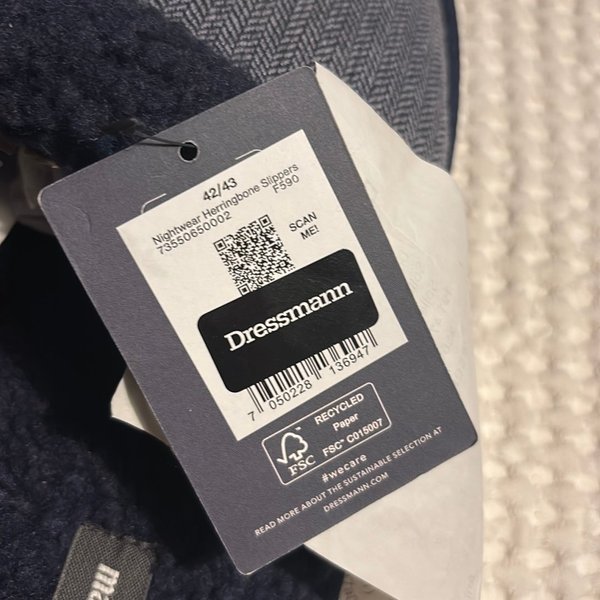 42/43
Nightwear Herringbone Slippers
73550650002 F590
SCAN
ME!
Dressmann
7 050228 136947
FSC™
RECYCLED
Paper
FSC® C015007
#wecare
READ MORE ABOUT THE SUSTAINABLE SELECTION AT
DRESSMANN.COM